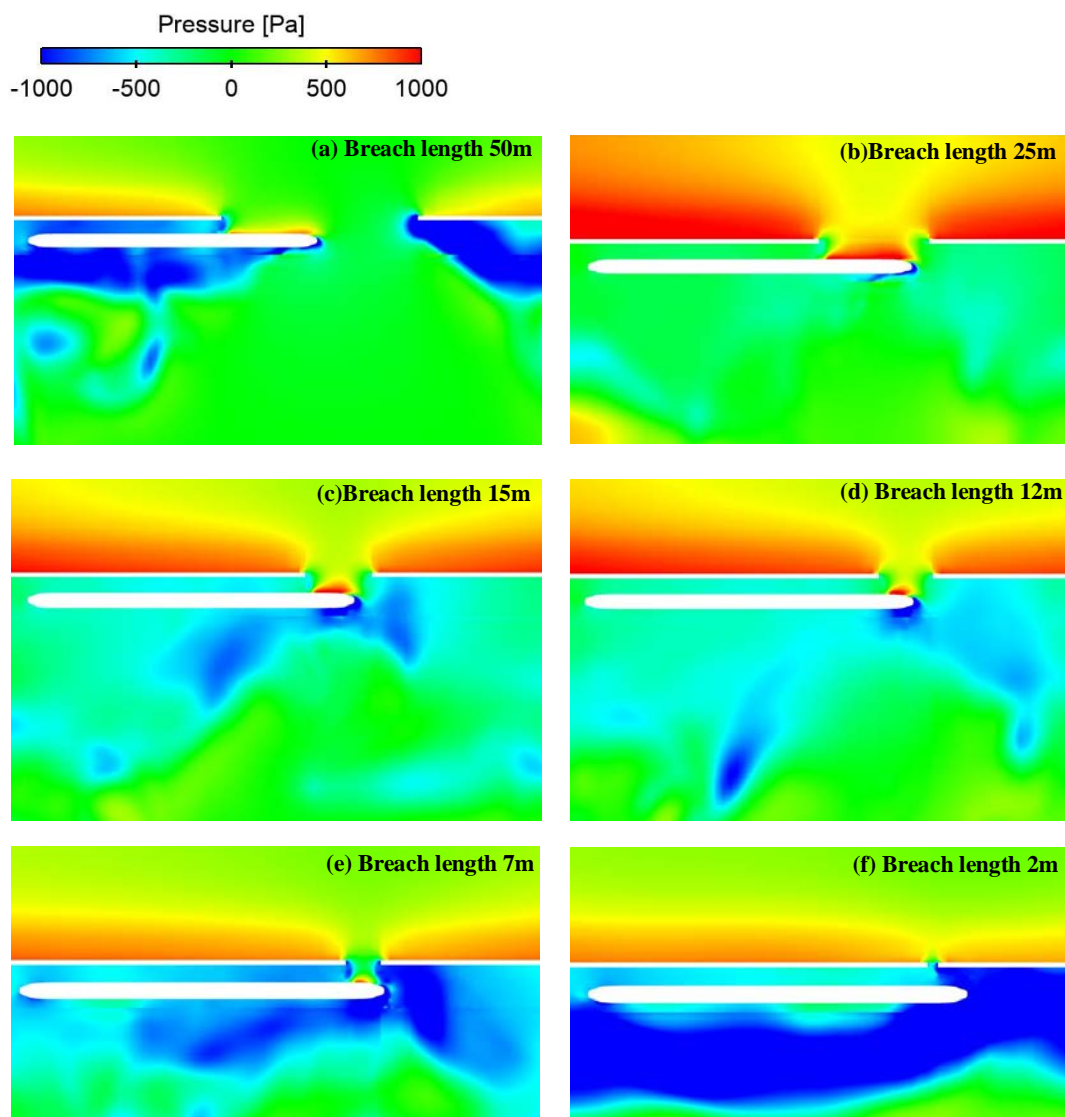 Pressure [Pa]
-1000 -500 0 500 1000
(a) Breach length 50m
(b)Breach length 25m
(c)Breach length 15m
(d) Breach length 12m
(e) Breach length 7m
(f) Breach length 2m